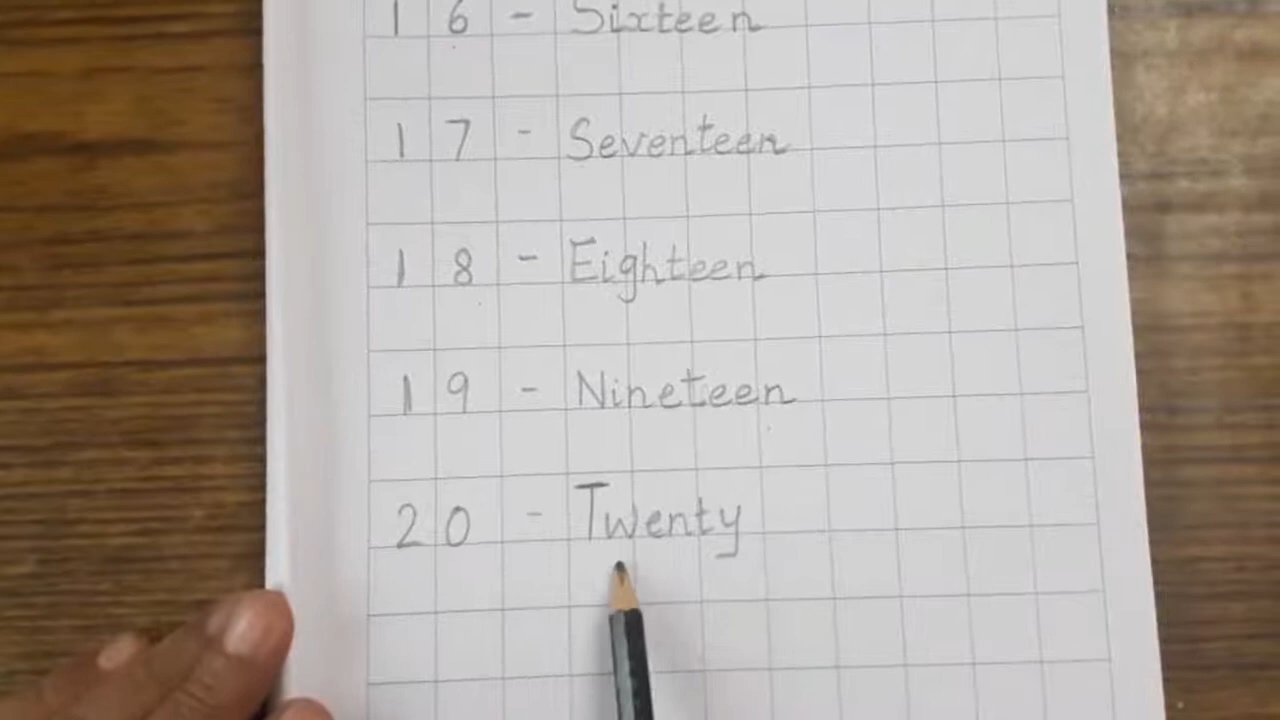 16 - Sixteen
17 - Seventeen
18 - Eighteen
19 - Nineteen
20 - Twenty